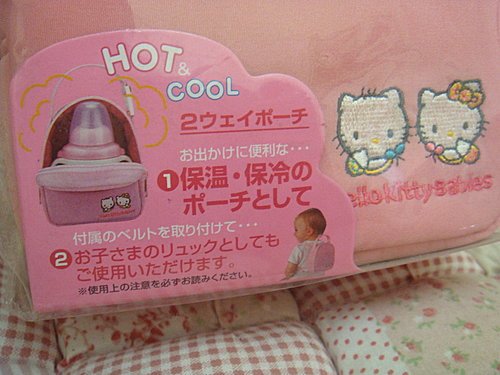 HOT
&
COOL
2ウェイポーチ
お出かけに便利な···
1 保温・保冷の
ポーチとして
付属のベルトを取り付けて···
2 お子さまのリュックとしても
ご使用いただけます。
※使用上の注意を必ずお読みください。
Hello Kitty Babies